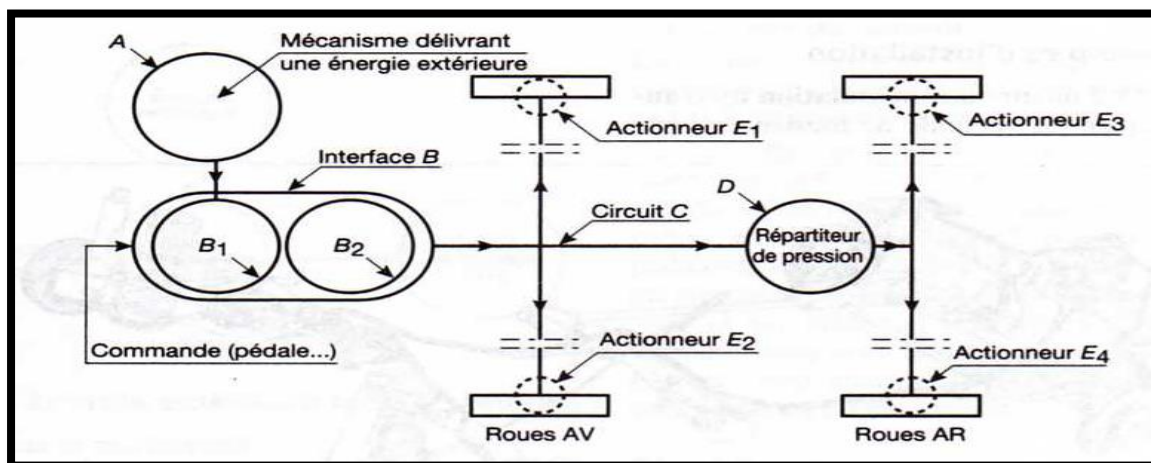 A
Mécanisme délivrant
une énergie extérieure
Interface B
B1
B2
Commande (pédale...)
Actionneur E1
Circuit C
Actionneur E2
Roues AV
D
Répartiteur
de pression
Actionneur E3
Actionneur E4
Roues AR